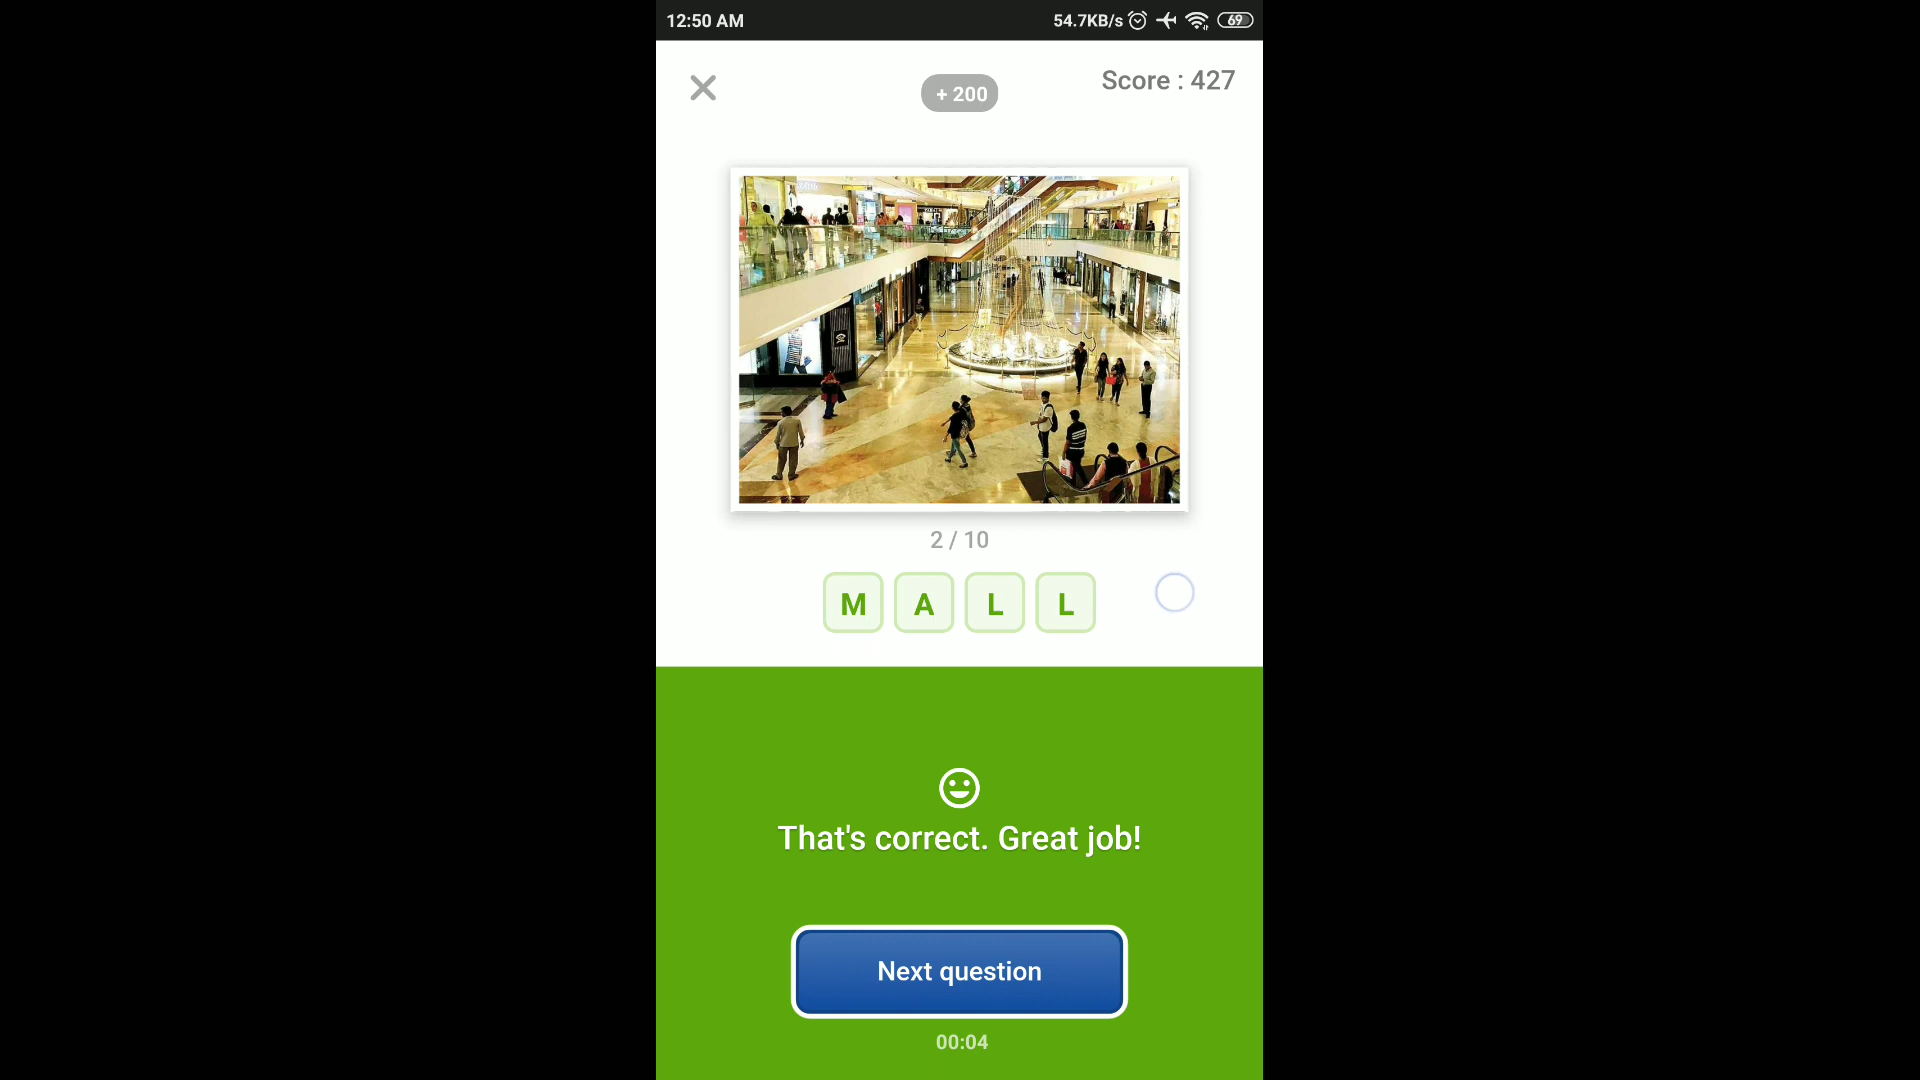 12:50 AM
54.7KB/s
69
+ 200
Score : 427
2 / 10
M A L L
That's correct. Great job!
Next question
00:04